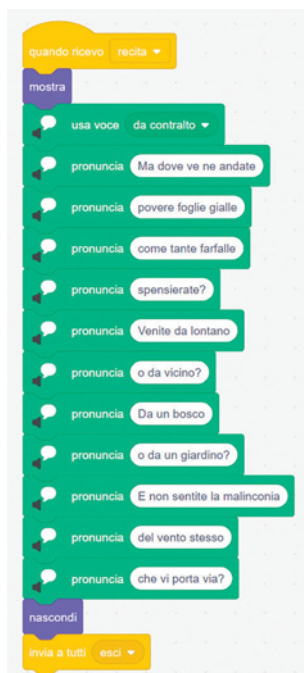 quando ricevo recita
mostra
usa voce da contralto
pronuncia Ma dove ve ne andate
pronuncia povere foglie gialle
pronuncia come tante farfalle
pronuncia spensierate?
pronuncia Venite da lontano
pronuncia o da vicino?
pronuncia Da un bosco
pronuncia o da un giardino?
pronuncia E non sentite la malinconia
pronuncia del vento stesso
pronuncia che vi porta via?
nascondi
invia a tutti esci